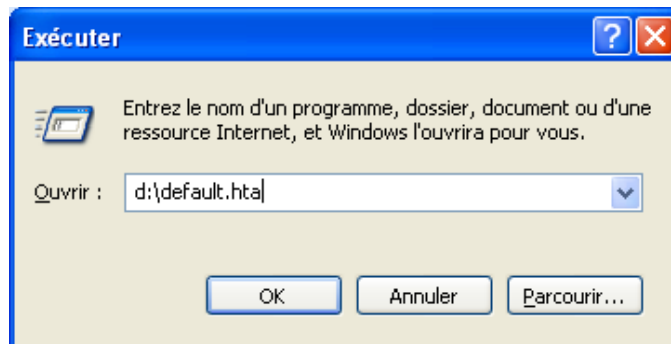 Exécuter
Entrez le nom d'un programme, dossier, document ou d'une
ressource Internet, et Windows l'ouvrira pour vous.
Ouvrir : d:\default.hta
OK Annuler Parcourir...